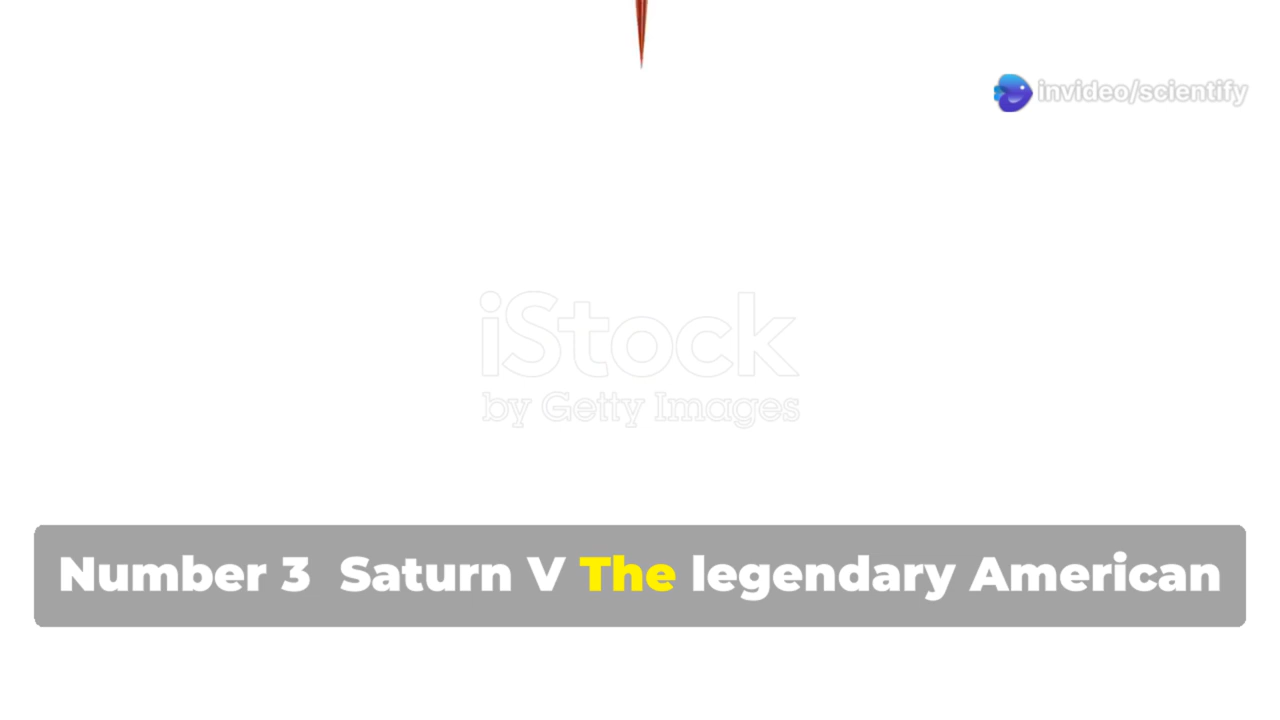 invideo/scientify
iStock
by Getty Images
Number 3 Saturn V The legendary American